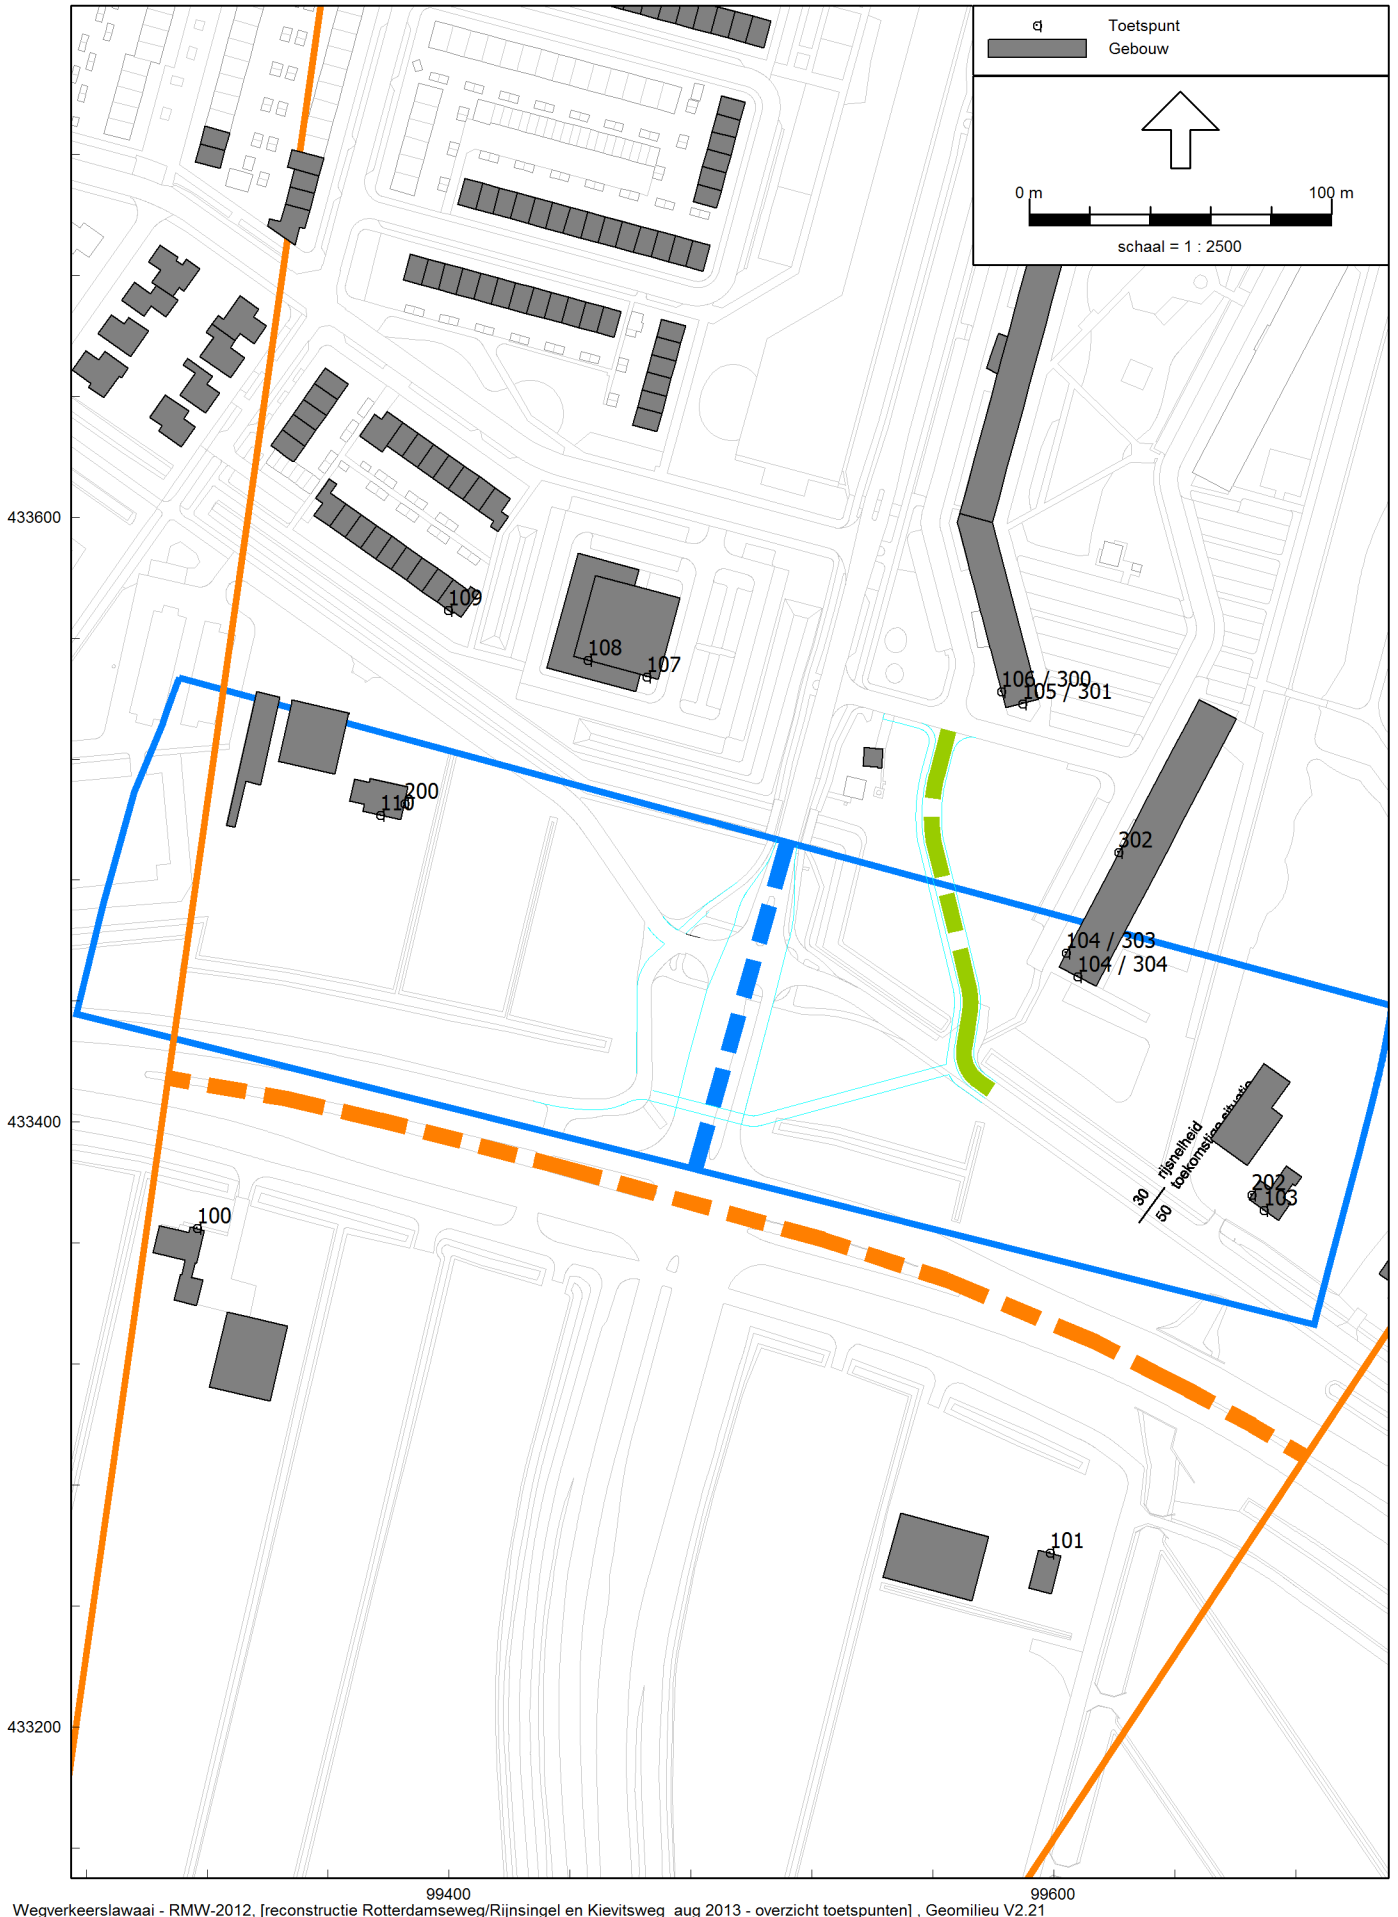 Toetspunt
Gebouw
0 m
100 m
schaal = 1 : 2500
433600
109
108
107
106 / 300
105 / 301
200
110
302
104 / 303
104 / 304
433400
rijsnelheid
toekomstige situatie
30
50
202
103
100
101
433200
99400
99600
Wegverkeerslawaai - RMW-2012, [reconstructie Rotterdamseweg/Rijnsingel en Kievitsweg aug 2013 - overzicht toetspunten] , Geomilieu V2.21